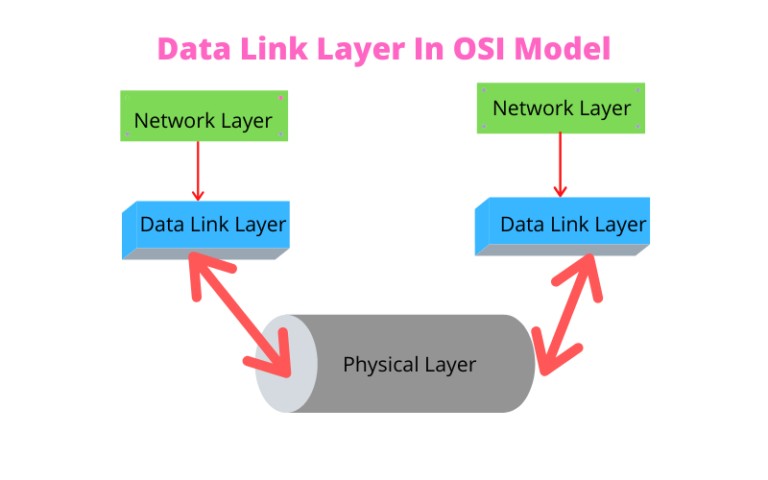 Data Link Layer In OSI Model
Network Layer
Network Layer
Data Link Layer
Data Link Layer
Physical Layer